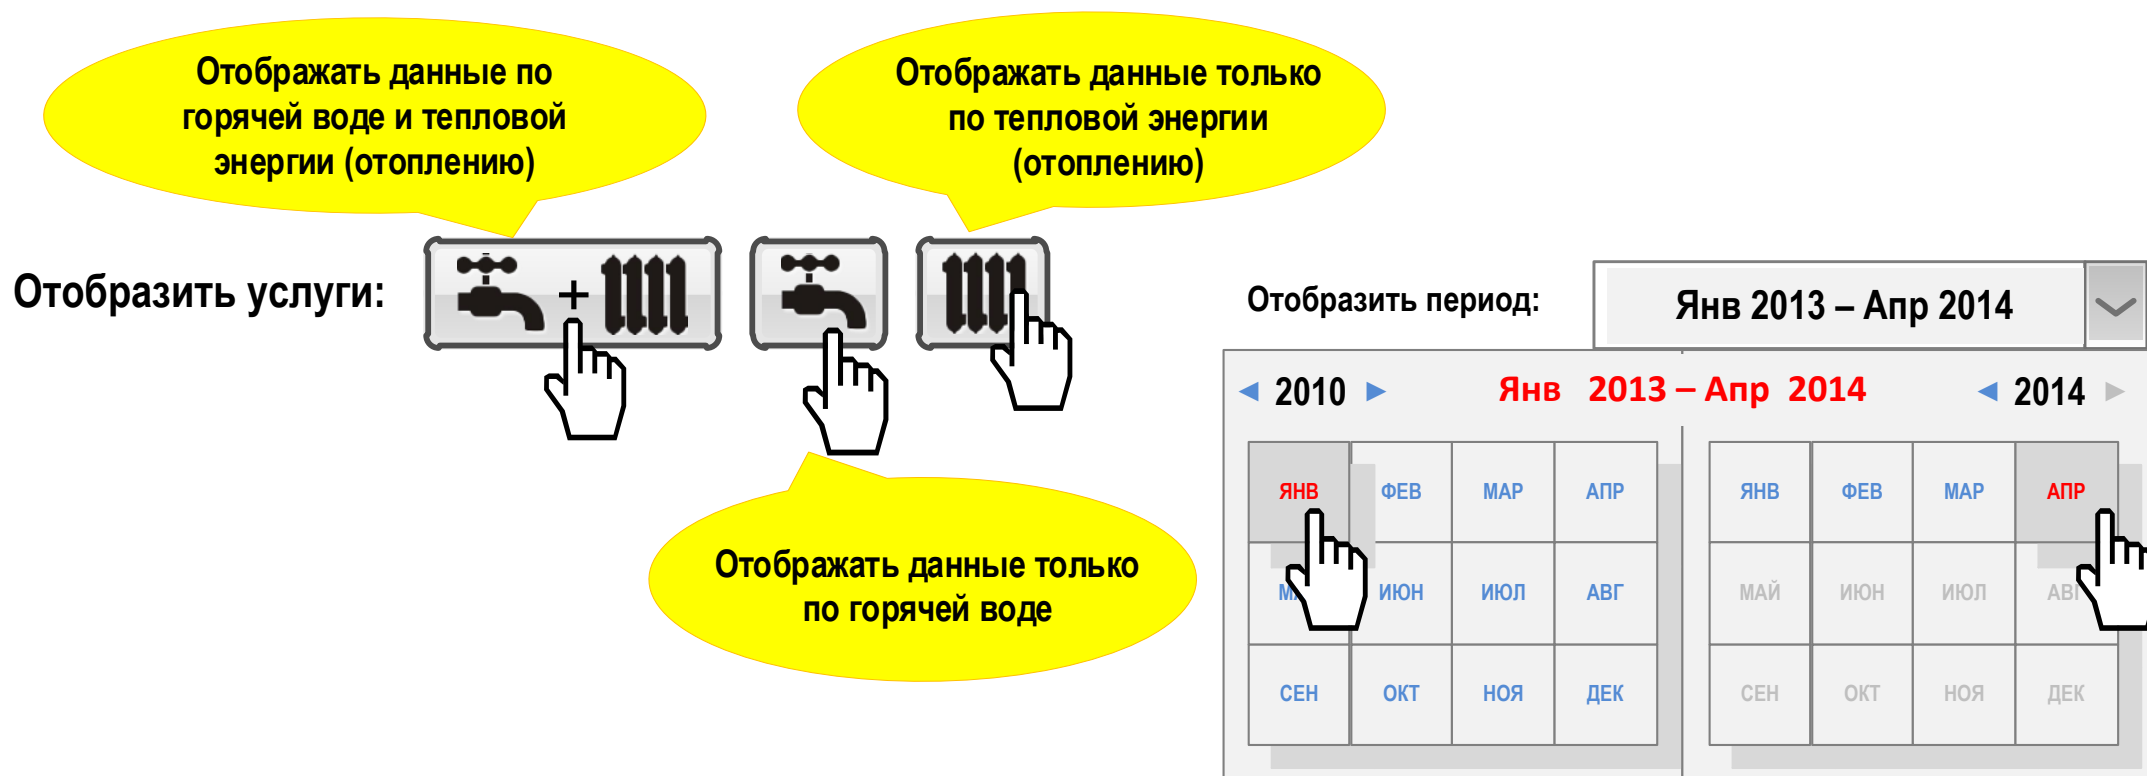 Отображать данные по
горячей воде и тепловой
энергии (отоплению)
Отображать данные только
по тепловой энергии
(отоплению)
Отобразить услуги:
+
Отображать данные только
по горячей воде
Отобразить период:
Янв 2013 – Апр 2014
2010
Янв 2013 – Апр 2014
2014
ЯНВ ФЕВ МАР АПР
ИЮН ИЮЛ АВГ
СЕН ОКТ НОЯ ДЕК
ЯНВ ФЕВ МАР АПР
МАЙ ИЮН ИЮЛ АВГ
СЕН ОКТ НОЯ ДЕК